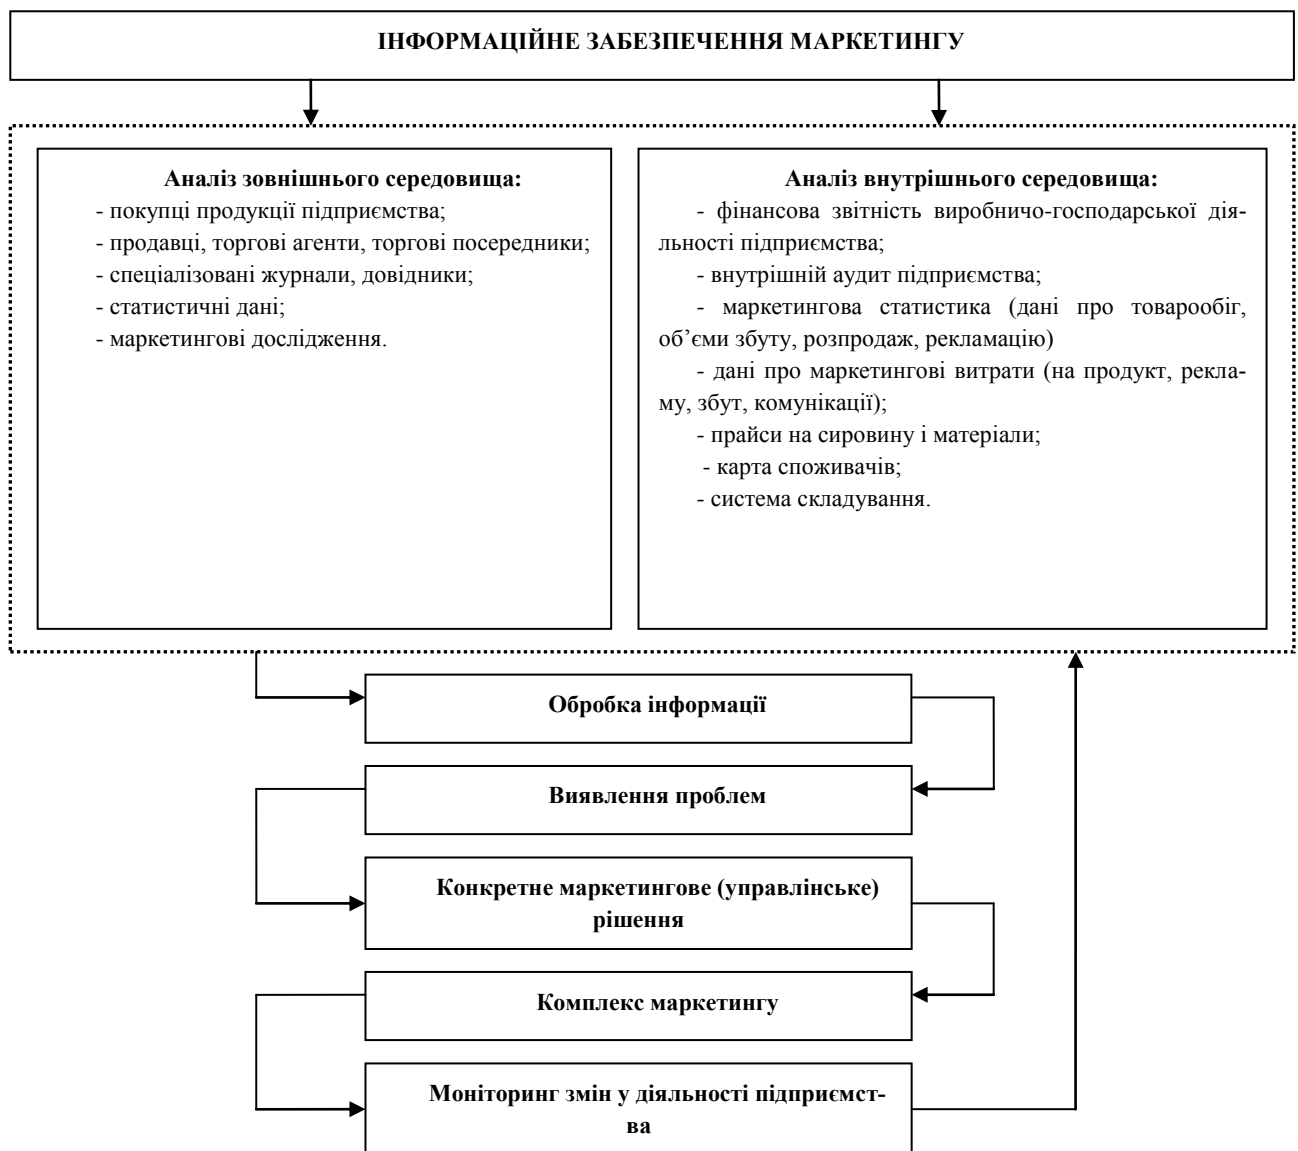 ІНФОРМАЦІЙНЕ ЗАБЕЗПЕЧЕННЯ МАРКЕТИНГУ
Аналіз зовнішнього середовища:
- покупці продукції підприємства;
- продавці, торгові агенти, торгові посередники;
- спеціалізовані журнали, довідники;
- статистичні дані;
- маркетингові дослідження.
Аналіз внутрішнього середовища:
- фінансова звітність виробничо-господарської дія-
льності підприємства;
- внутрішній аудит підприємства;
- маркетингова статистика (дані про товарообіг,
об’єми збуту, розпродаж, рекламацію)
- дані про маркетингові витрати (на продукт, рекла-
му, збут, комунікації);
- прайси на сировину і матеріали;
- карта споживачів;
- система складування.
Обробка інформації
Виявлення проблем
Конкретне маркетингове (управлінське)
рішення
Комплекс маркетингу
Моніторинг змін у діяльності підприємст-
ва